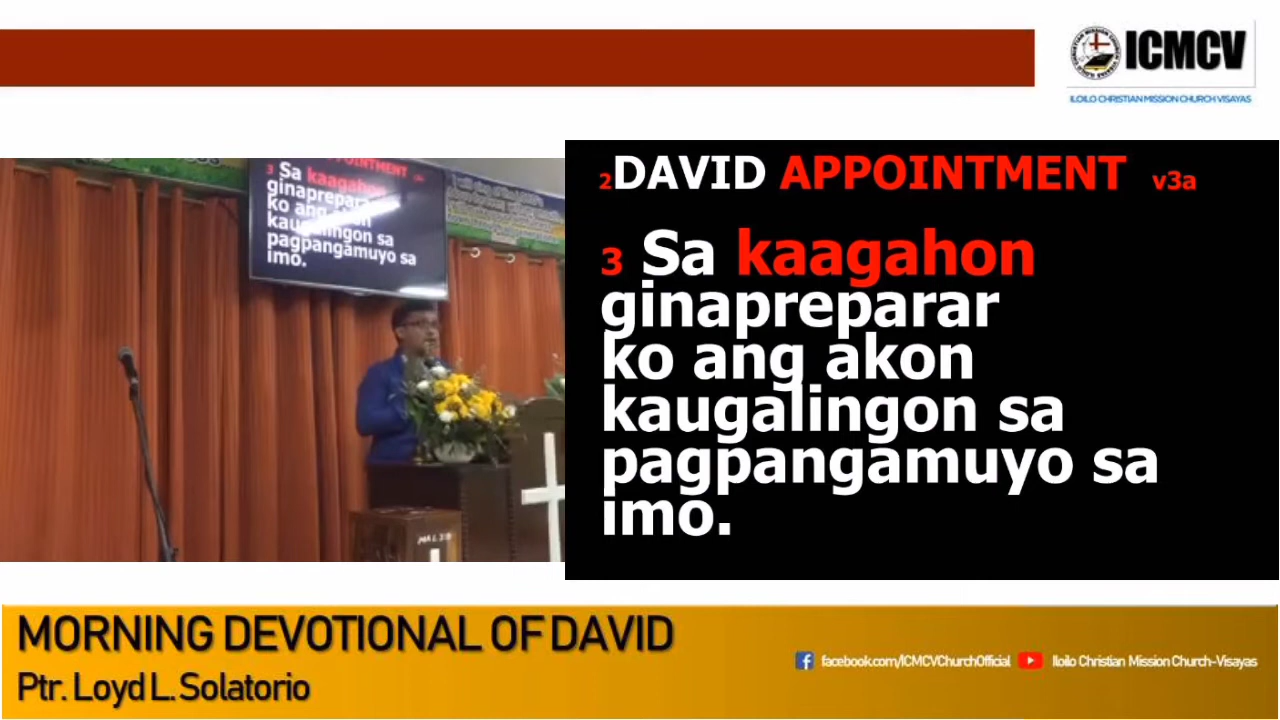 ICMCV
ILOILO CHRISTIAN MISSION CHURCH VISAYAS
2DAVID APPOINTMENT v3a
3 Sa kaagahon
ginapreparar
ko ang akon
kaugalingon sa
pagpangamuyo sa
imo.
3 Sa kaagahon
ginapreparar
ko ang akon
kaugalingon sa
pagpangamuyo sa
imo.
MORNING DEVOTIONAL OF DAVID
Ptr. Loyd L. Solatorio
facebook.com/ICMCVChurchOfficial
Iloilo Christian Mission Church-Visayas